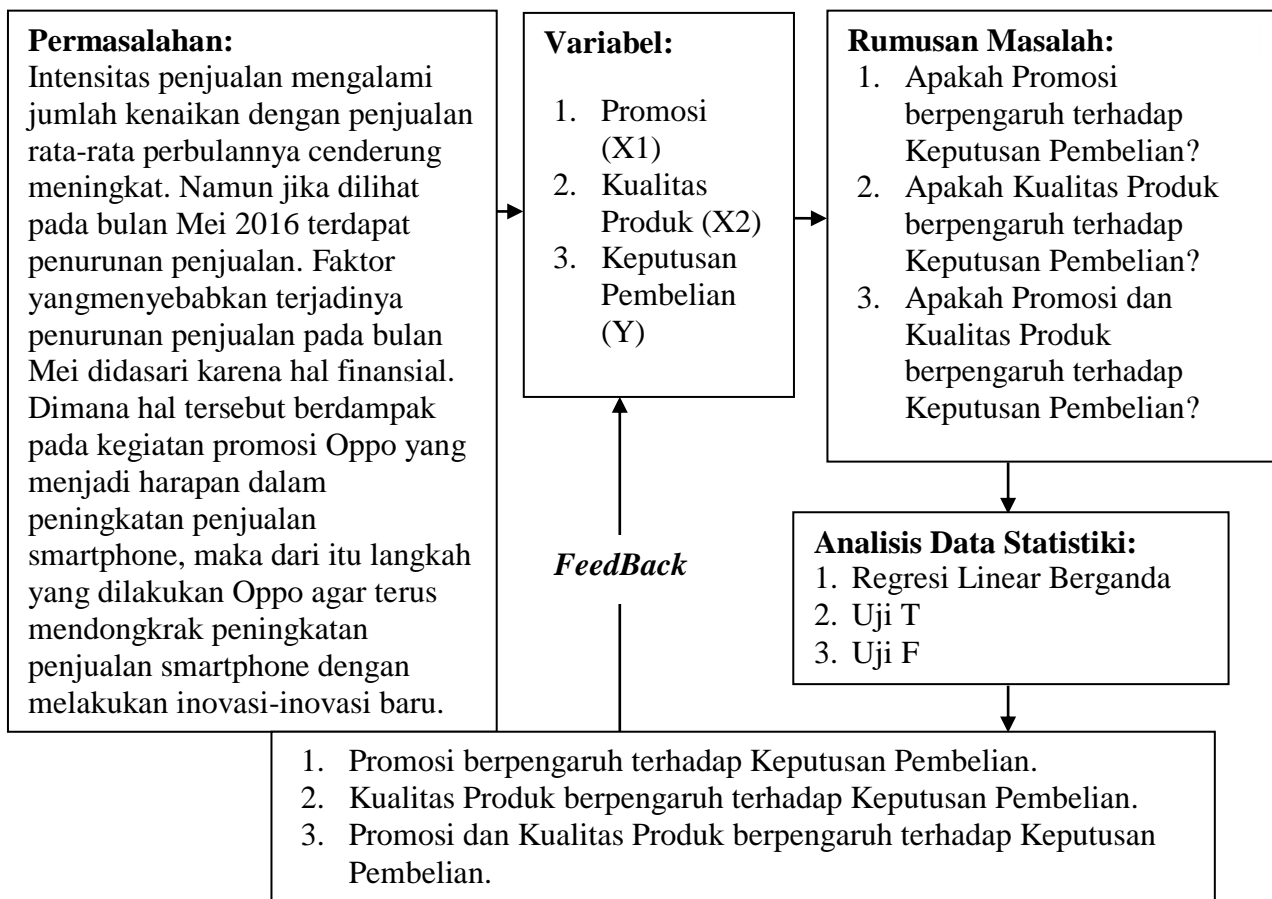 Permasalahan:
Intensitas penjualan mengalami
jumlah kenaikan dengan penjualan
rata-rata perbulannya cenderung
meningkat. Namun jika dilihat
pada bulan Mei 2016 terdapat
penurunan penjualan. Faktor
yangmenyebabkan terjadinya
penurunan penjualan pada bulan
Mei didasari karena hal finansial.
Dimana hal tersebut berdampak
pada kegiatan promosi Oppo yang
menjadi harapan dalam
peningkatan penjualan
smartphone, maka dari itu langkah
yang dilakukan Oppo agar terus
mendongkrak peningkatan
penjualan smartphone dengan
melakukan inovasi-inovasi baru.
Variabel:
1. Promosi
(X1)
2. Kualitas
Produk (X2)
3. Keputusan
Pembelian
(Y)
Rumusan Masalah:
1. Apakah Promosi
berpengaruh terhadap
Keputusan Pembelian?
2. Apakah Kualitas Produk
berpengaruh terhadap
Keputusan Pembelian?
3. Apakah Promosi dan
Kualitas Produk
berpengaruh terhadap
Keputusan Pembelian?
FeedBack
Analisis Data Statistiki:
1. Regresi Linear Berganda
2. Uji T
3. Uji F
1. Promosi berpengaruh terhadap Keputusan Pembelian.
2. Kualitas Produk berpengaruh terhadap Keputusan Pembelian.
3. Promosi dan Kualitas Produk berpengaruh terhadap Keputusan
Pembelian.